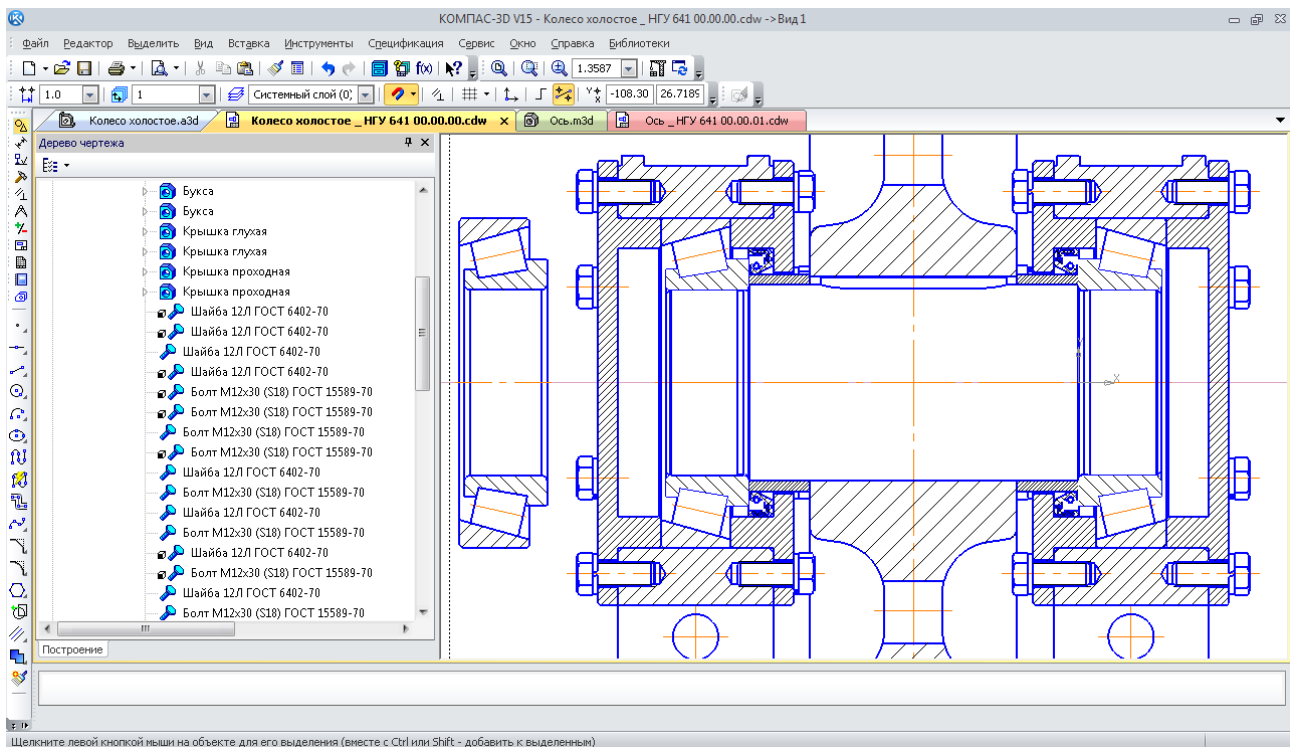 КОМПАС-3D V15 - Колесо холостое _ НГУ 641 00.00.00.cdw ->Вид 1
Файл Редактор Выделить Вид Вставка Инструменты Спецификация Сервис Окно Справка Библиотеки
1.3587
1.0 1 Системный слой (0; -108.30 26.7189
Колесо холостое.a3d Колесо холостое _ НГУ 641 00.00.00.cdw Ось.m3d Ось _ НГУ 641 00.00.01.cdw
Дерево чертежа
Букса
Букса
Крышка глухая
Крышка глухая
Крышка проходная
Крышка проходная
Шайба 12Л ГОСТ 6402-70
Шайба 12Л ГОСТ 6402-70
Шайба 12Л ГОСТ 6402-70
Шайба 12Л ГОСТ 6402-70
Болт М12х30 (S18) ГОСТ 15589-70
Болт М12х30 (S18) ГОСТ 15589-70
Болт М12х30 (S18) ГОСТ 15589-70
Болт М12х30 (S18) ГОСТ 15589-70
Шайба 12Л ГОСТ 6402-70
Болт М12х30 (S18) ГОСТ 15589-70
Шайба 12Л ГОСТ 6402-70
Болт М12х30 (S18) ГОСТ 15589-70
Шайба 12Л ГОСТ 6402-70
Болт М12х30 (S18) ГОСТ 15589-70
Шайба 12Л ГОСТ 6402-70
Болт М12х30 (S18) ГОСТ 15589-70
X
Построение
Щелкните левой кнопкой мыши на объекте для его выделения (вместе с Ctrl или Shift - добавить к выделенным)